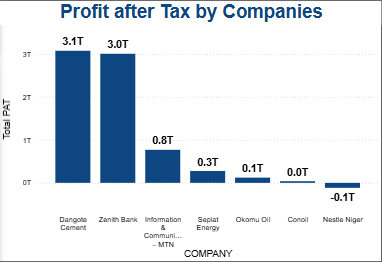 Profit after Tax by Companies
3.1T
3.0T
3T
2T
Total PAT
1T
0.8T
0.3T
0.1T
0.0T
0T
-0.1T
Dangote
Cement
Zenith Bank
Information
&
Communi...
– MTN
Seplat
Energy
Okomu Oil
Conoil
Nestle Niger
COMPANY